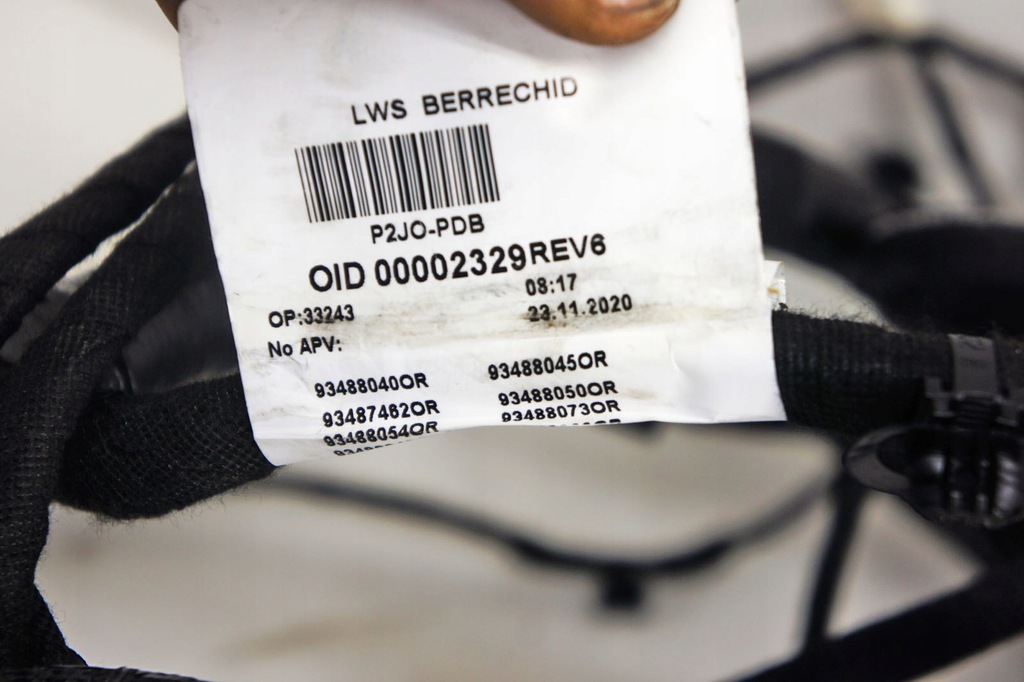 LWS BERRECHID
P2JO-PDB
OID 00002329REV6
08:17
OP:33243 23.11.2020
No APV:
93488040OR 93488045OR
93487462OR 93488050OR
93488054OR 93488073OR